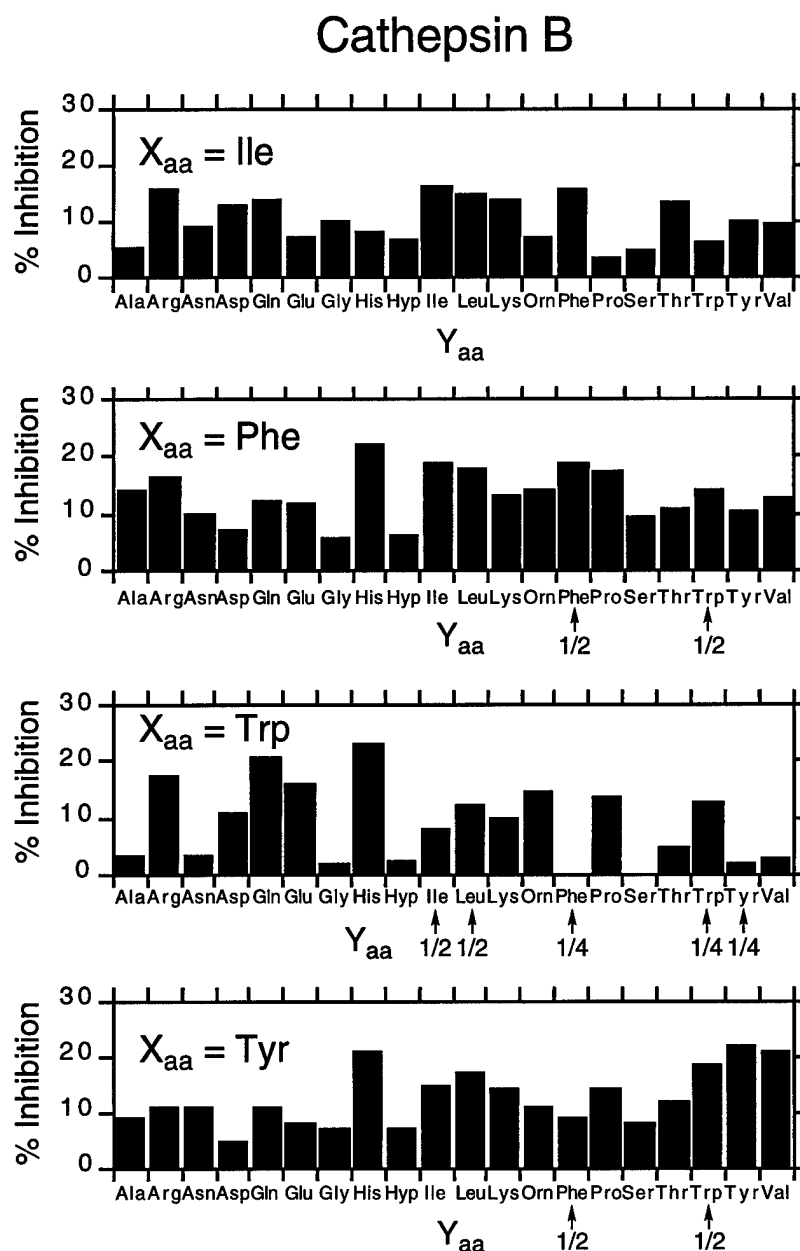 Cathepsin B
% Inhibition
30
20
10
0
Xaa = Ile
Ala Arg Asn Asp Gln Glu Gly His Hyp Ile Leu Lys Orn Phe Pro Ser Thr Trp Tyr Val
Yaa
% Inhibition
30
20
10
0
Xaa = Phe
Ala Arg Asn Asp Gln Glu Gly His Hyp Ile Leu Lys Orn Phe Pro Ser Thr Trp Tyr Val
Yaa 1/2 1/2
% Inhibition
30
20
10
0
Xaa = Trp
Ala Arg Asn Asp Gln Glu Gly His Hyp Ile Leu Lys Orn Phe Pro Ser Thr Trp Tyr Val
Yaa 1/2 1/2 1/4 1/4 1/4
% Inhibition
30
20
10
0
Xaa = Tyr
Ala Arg Asn Asp Gln Glu Gly His Hyp Ile Leu Lys Orn Phe Pro Ser Thr Trp Tyr Val
Yaa 1/2 1/2